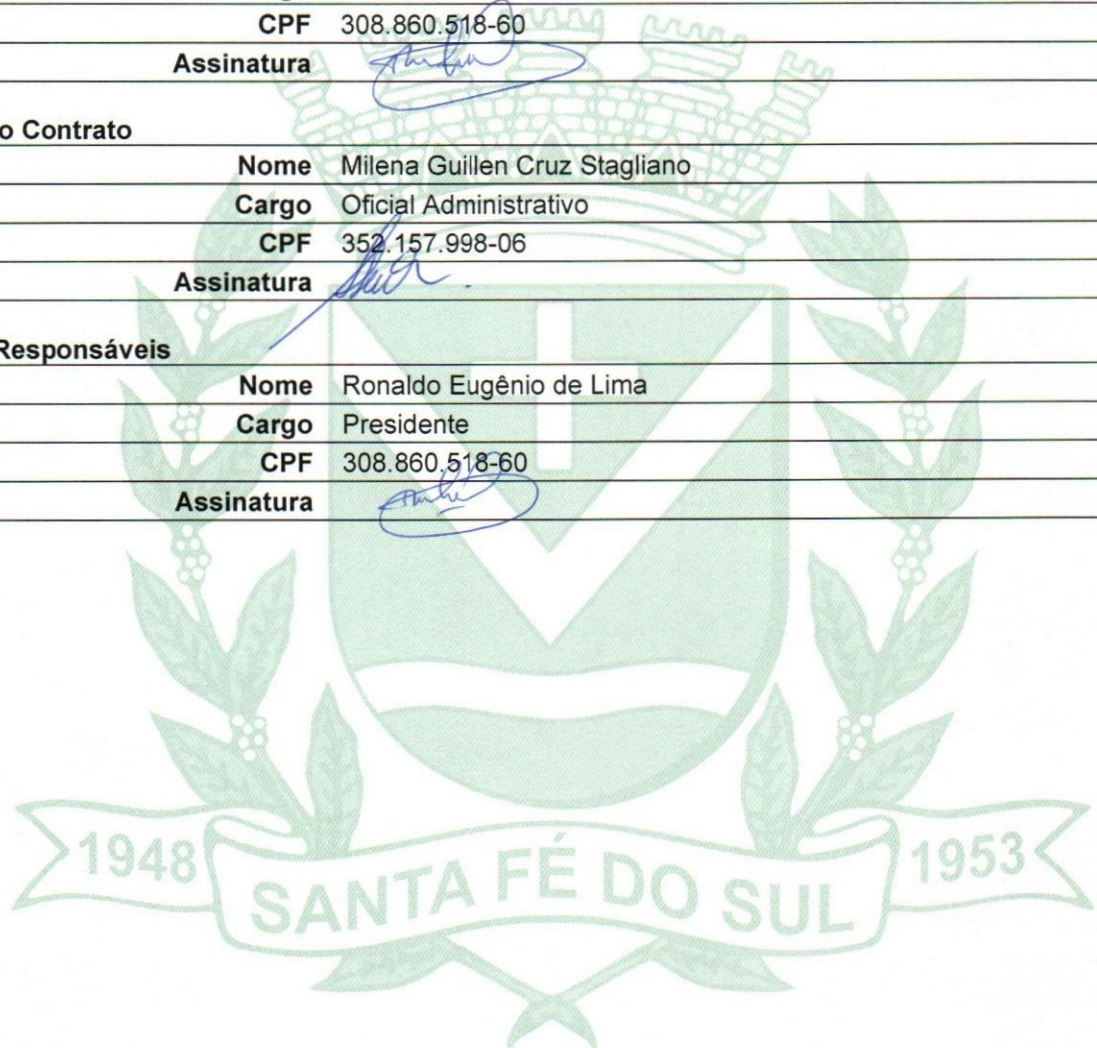 CPF 308.860.518-60
Assinatura
o Contrato
Nome Milena Guillen Cruz Stagliano
Cargo Oficial Administrativo
CPF 352.157.998-06
Assinatura
Responsáveis
Nome Ronaldo Eugênio de Lima
Cargo Presidente
CPF 308.860.518-60
Assinatura
1948
SANTA FÉ DO SUL
1953